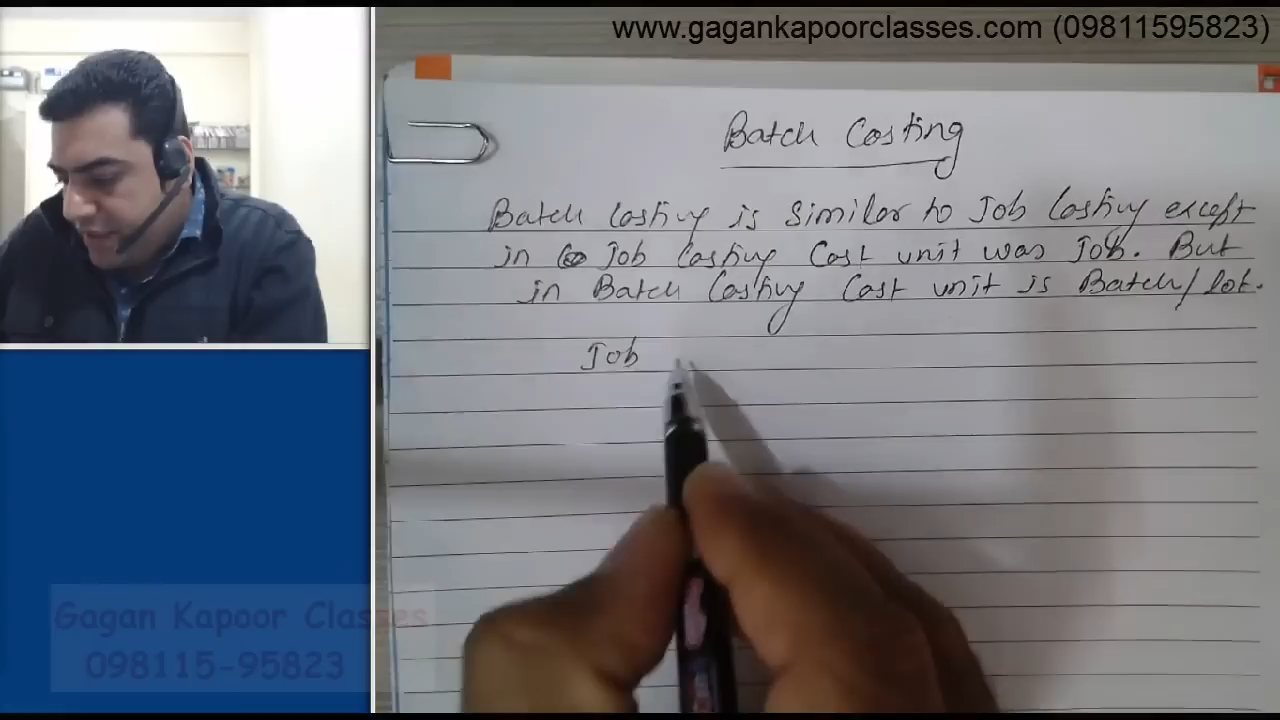 www.gagankapoorclasses.com (09811595823)
Batch Costing
Batch Costing is similar to Job Costing except
in Job Costing Cost unit was Job. But
in Batch Costing Cost unit is Batch/lot.
Job
Gagan Kapoor Classes
098115-95823